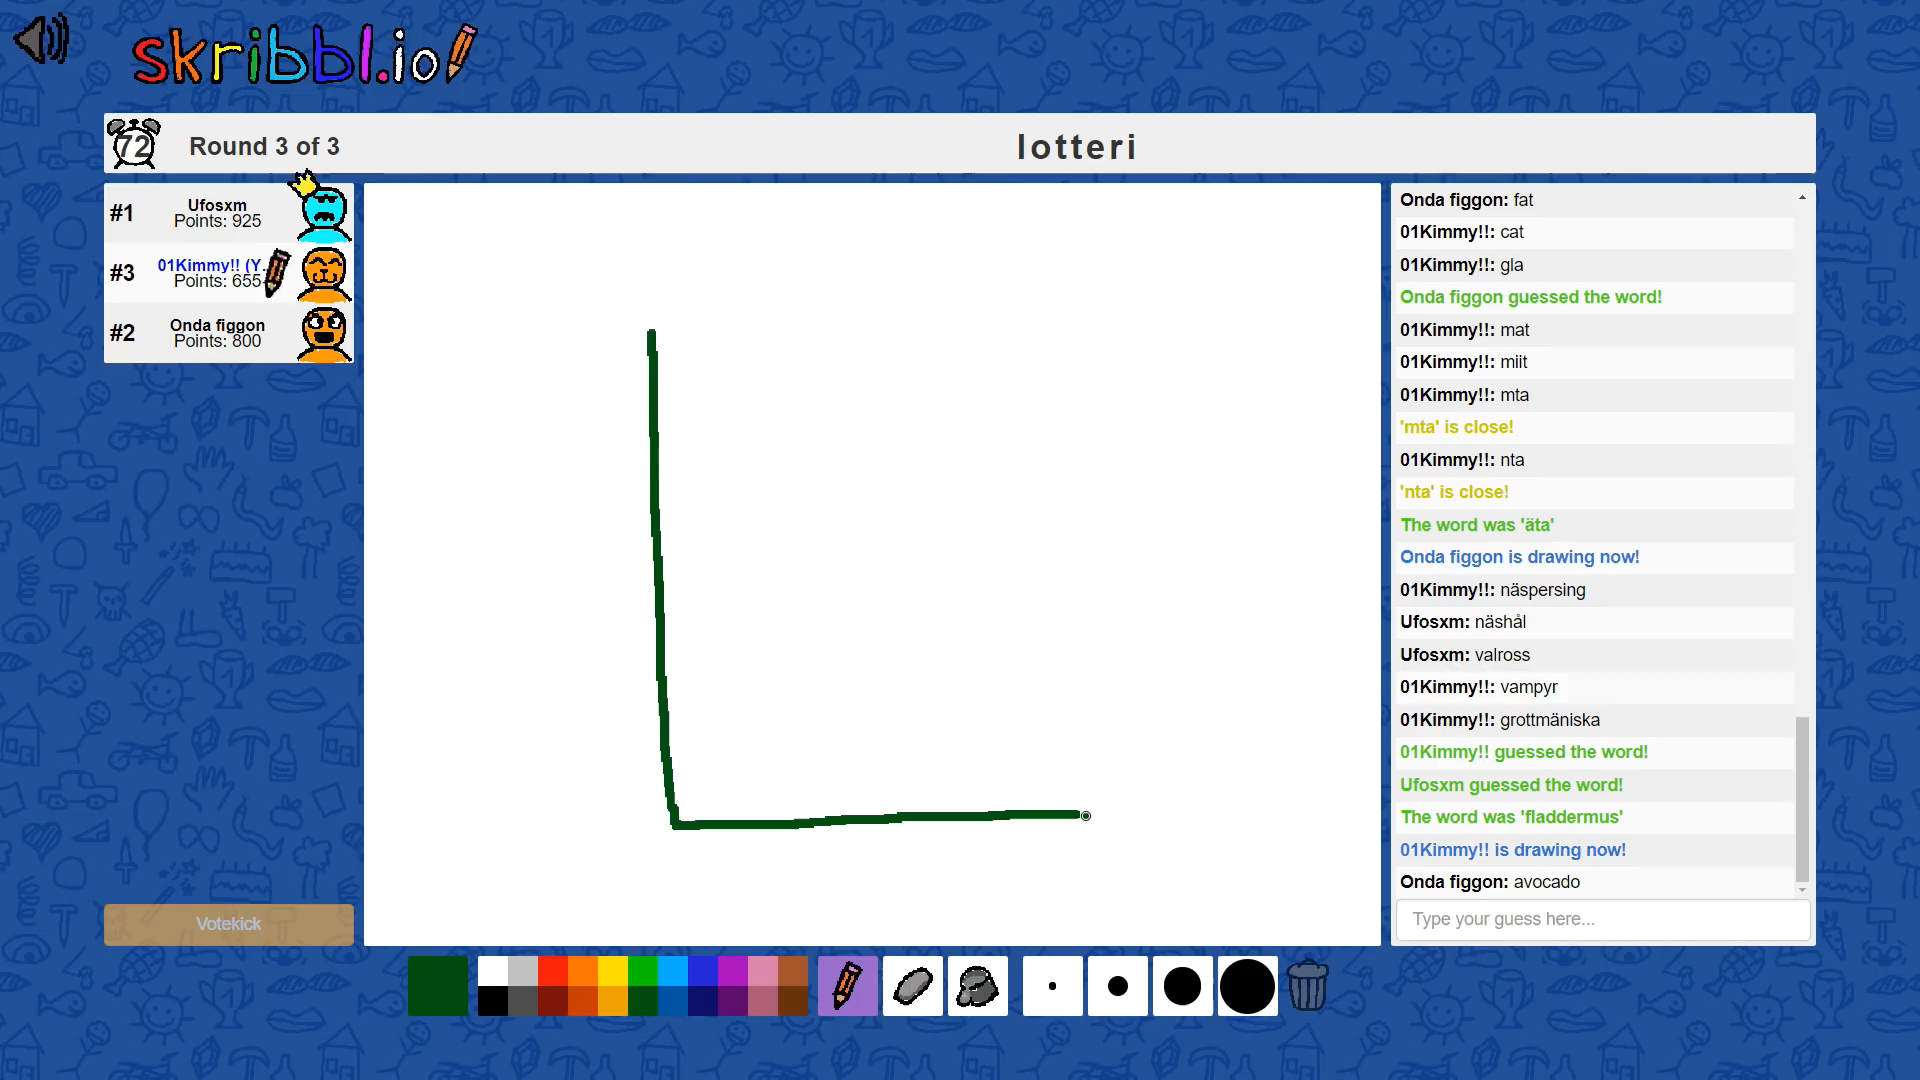 skribbl.io
72
Round 3 of 3
lotteri
#1
Ufosxm
Points: 925
#3
01Kimmy!! (Y...
Points: 655
#2
Onda figgon
Points: 800
Votekick
Onda figgon: fat
01Kimmy!!: cat
01Kimmy!!: gla
Onda figgon guessed the word!
01Kimmy!!: mat
01Kimmy!!: miit
01Kimmy!!: mta
'mta' is close!
01Kimmy!!: nta
'nta' is close!
The word was 'äta'
Onda figgon is drawing now!
01Kimmy!!: näspersing
Ufosxm: näshål
Ufosxm: valross
01Kimmy!!: vampyr
01Kimmy!!: grottmäniska
01Kimmy!! guessed the word!
Ufosxm guessed the word!
The word was 'fladdermus'
01Kimmy!! is drawing now!
Onda figgon: avocado
Type your guess here...